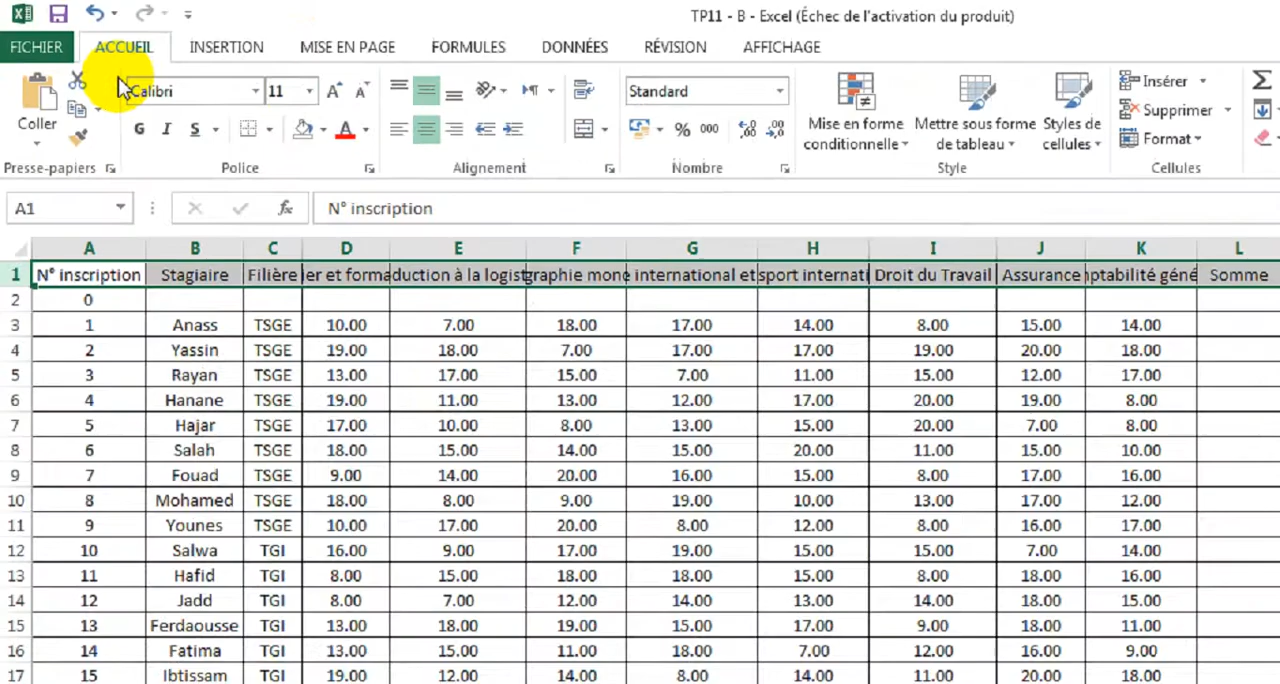 TP11 - B - Excel (Échec de l'activation du produit)
FICHIER ACCUEIL INSERTION MISE EN PAGE FORMULES DONNÉES RÉVISION AFFICHAGE
Calibri 11 Standard Insérer
Coller Mise en forme Mettre sous forme Styles de Supprimer
G I S % 000 conditionnelle de tableau cellules Format
Presse-papiers Police Alignement Nombre Style Cellules
A1 fx N° inscription
A B C D E F G H I J K L
1 N° inscription Stagiaire Filière er et forma duction à la logist graphie mone international et sport internati Droit du Travail Assurance ptabilité géné Somme
2 0
3 1 Anass TSGE 10.00 7.00 18.00 17.00 14.00 8.00 15.00 14.00
4 2 Yassin TSGE 19.00 18.00 7.00 17.00 17.00 19.00 20.00 18.00
5 3 Rayan TSGE 13.00 17.00 15.00 7.00 11.00 15.00 12.00 17.00
6 4 Hanane TSGE 19.00 11.00 13.00 12.00 17.00 20.00 19.00 8.00
7 5 Hajar TSGE 17.00 10.00 8.00 13.00 15.00 20.00 7.00 8.00
8 6 Salah TSGE 18.00 15.00 14.00 15.00 20.00 11.00 15.00 10.00
9 7 Fouad TSGE 9.00 14.00 20.00 16.00 15.00 8.00 17.00 16.00
10 8 Mohamed TSGE 18.00 8.00 9.00 19.00 10.00 13.00 17.00 12.00
11 9 Younes TSGE 10.00 17.00 20.00 8.00 12.00 8.00 16.00 17.00
12 10 Salwa TGI 16.00 9.00 17.00 19.00 15.00 15.00 7.00 14.00
13 11 Hafid TGI 8.00 15.00 18.00 18.00 15.00 8.00 18.00 16.00
14 12 Jadd TGI 8.00 7.00 12.00 14.00 13.00 14.00 18.00 15.00
15 13 Ferdaousse TGI 13.00 18.00 19.00 15.00 17.00 9.00 18.00 11.00
16 14 Fatima TGI 13.00 15.00 11.00 18.00 7.00 12.00 16.00 9.00
17 15 Ibtissam TGI 19.00 12.00 14.00 8.00 14.00 11.00 20.00 18.00